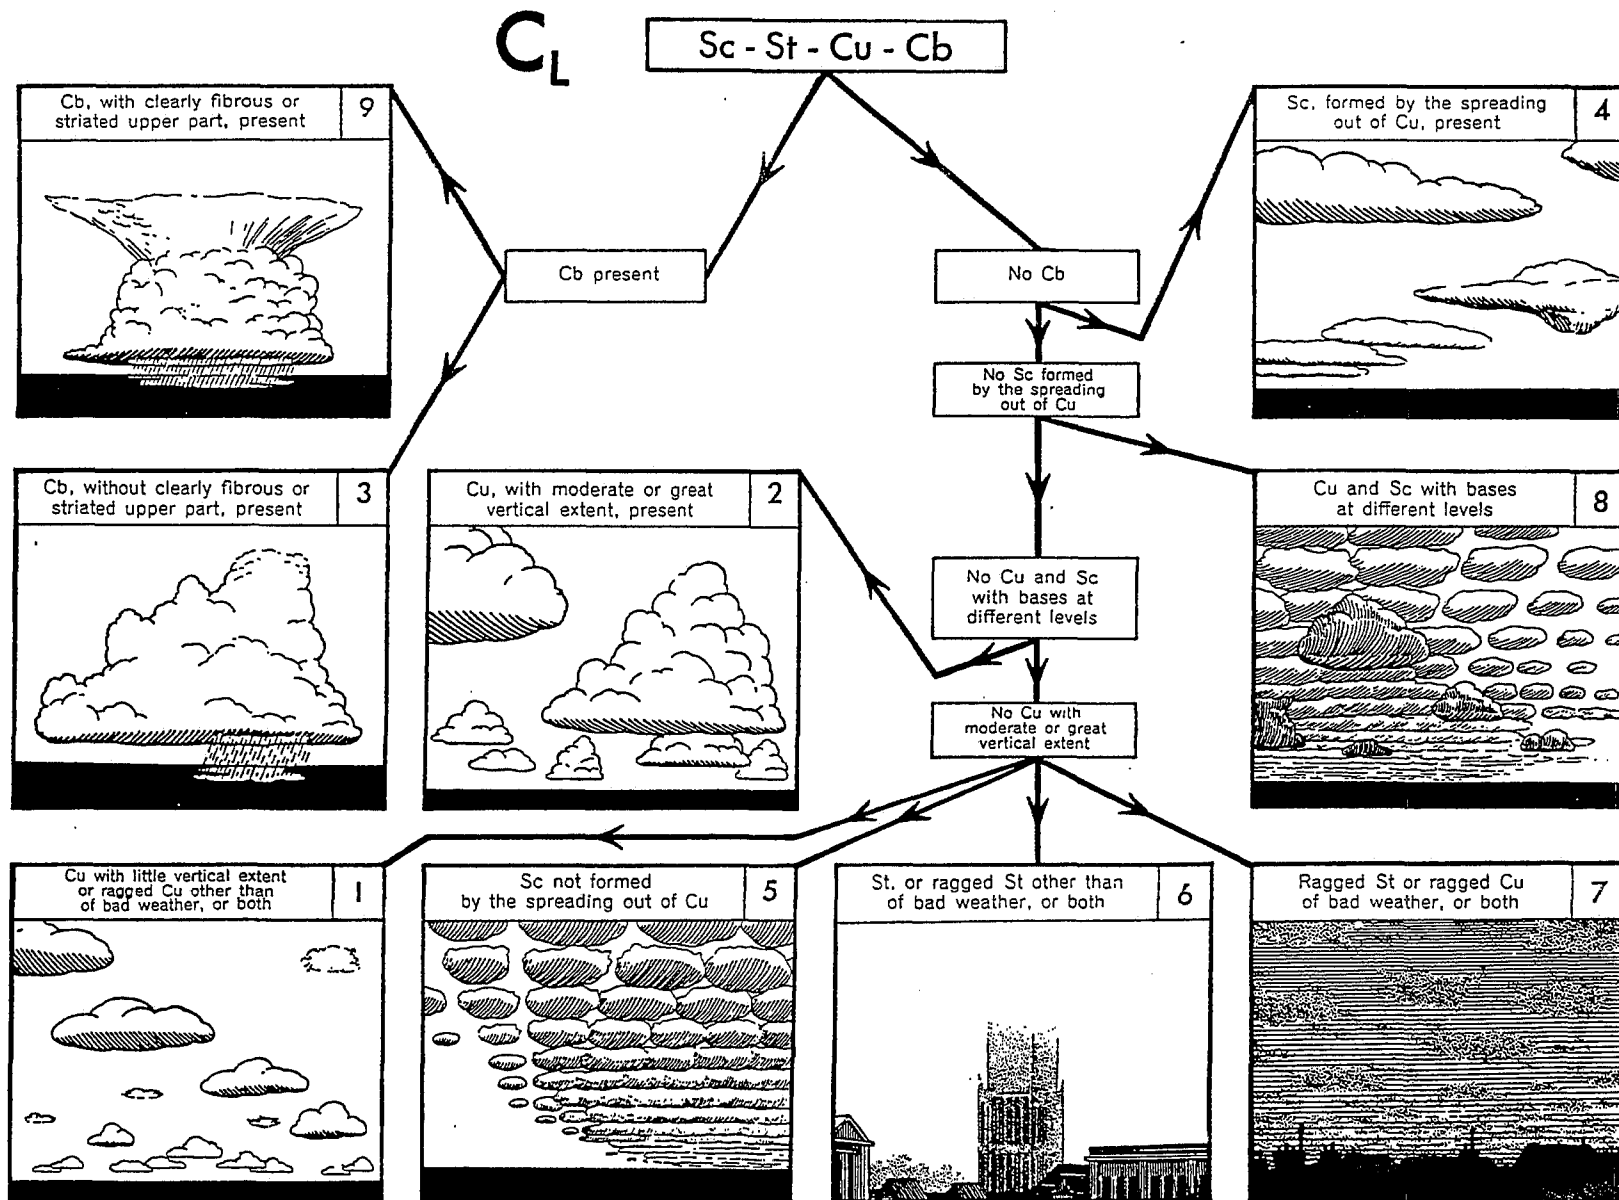 CL
Sc - St - Cu - Cb
Cb, with clearly fibrous or
striated upper part, present
9
Sc, formed by the spreading
out of Cu, present
4
Cb present
No Cb
No Sc formed
by the spreading
out of Cu
Cb, without clearly fibrous or
striated upper part, present
3
Cu, with moderate or great
vertical extent, present
2
Cu and Sc with bases
at different levels
8
No Cu and Sc
with bases at
different levels
No Cu with
moderate or great
vertical extent
Cu with little vertical extent
or ragged Cu other than
of bad weather, or both
1
Sc not formed
by the spreading out of Cu
5
St, or ragged St other than
of bad weather, or both
6
Ragged St or ragged Cu
of bad weather, or both
7